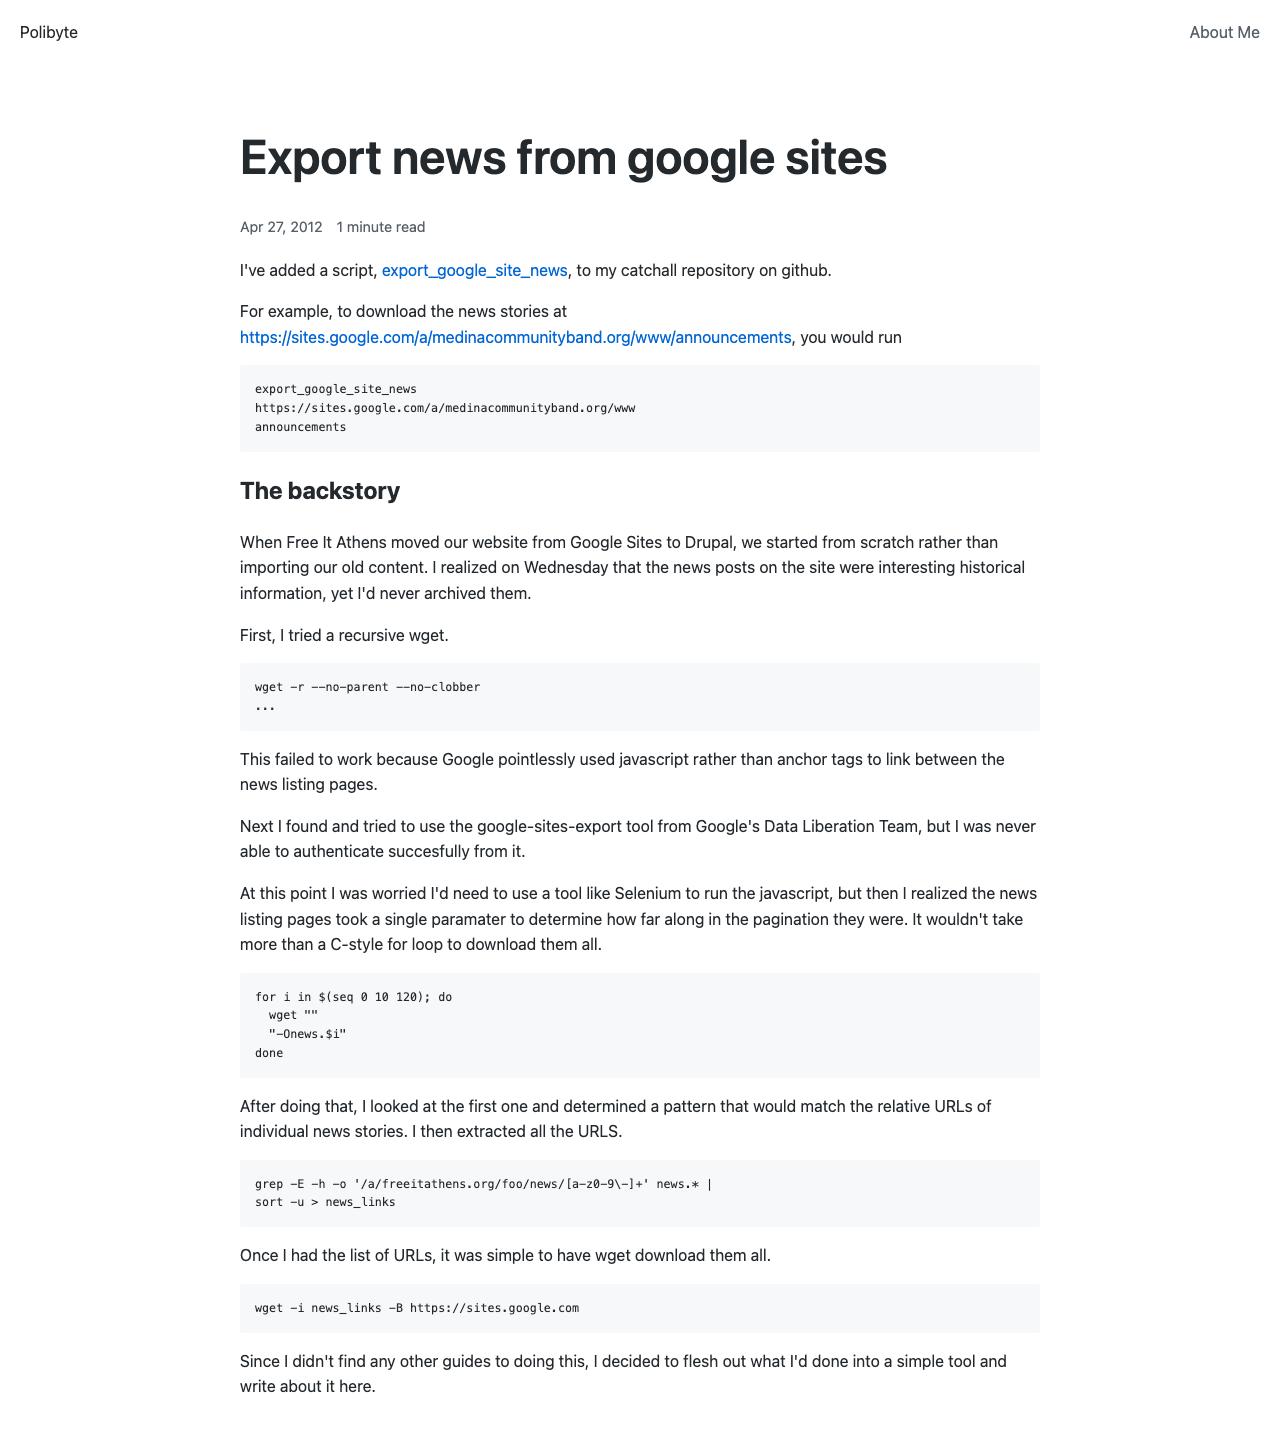 Polibyte
About Me
Export news from google sites
Apr 27, 2012 1 minute read
I've added a script, export_google_site_news, to my catchall repository on github.
For example, to download the news stories at
https://sites.google.com/a/medinacommunityband.org/www/announcements, you would run
export_google_site_news
https://sites.google.com/a/medinacommunityband.org/www
announcements
The backstory
When Free It Athens moved our website from Google Sites to Drupal, we started from scratch rather than
importing our old content. I realized on Wednesday that the news posts on the site were interesting historical
information, yet I'd never archived them.
First, I tried a recursive wget.
wget -r --no-parent --no-clobber
...
This failed to work because Google pointlessly used javascript rather than anchor tags to link between the
news listing pages.
Next I found and tried to use the google-sites-export tool from Google's Data Liberation Team, but I was never
able to authenticate succesfully from it.
At this point I was worried I'd need to use a tool like Selenium to run the javascript, but then I realized the news
listing pages took a single paramater to determine how far along in the pagination they were. It wouldn't take
more than a C-style for loop to download them all.
for i in $(seq 0 10 120); do
  wget ""
  "-Onews.$i"
done
After doing that, I looked at the first one and determined a pattern that would match the relative URLs of
individual news stories. I then extracted all the URLS.
grep -E -h -o '/a/freeitathens.org/foo/news/[a-z0-9\-]+' news.* |
sort -u > news_links
Once I had the list of URLs, it was simple to have wget download them all.
wget -i news_links -B https://sites.google.com
Since I didn't find any other guides to doing this, I decided to flesh out what I'd done into a simple tool and
write about it here.